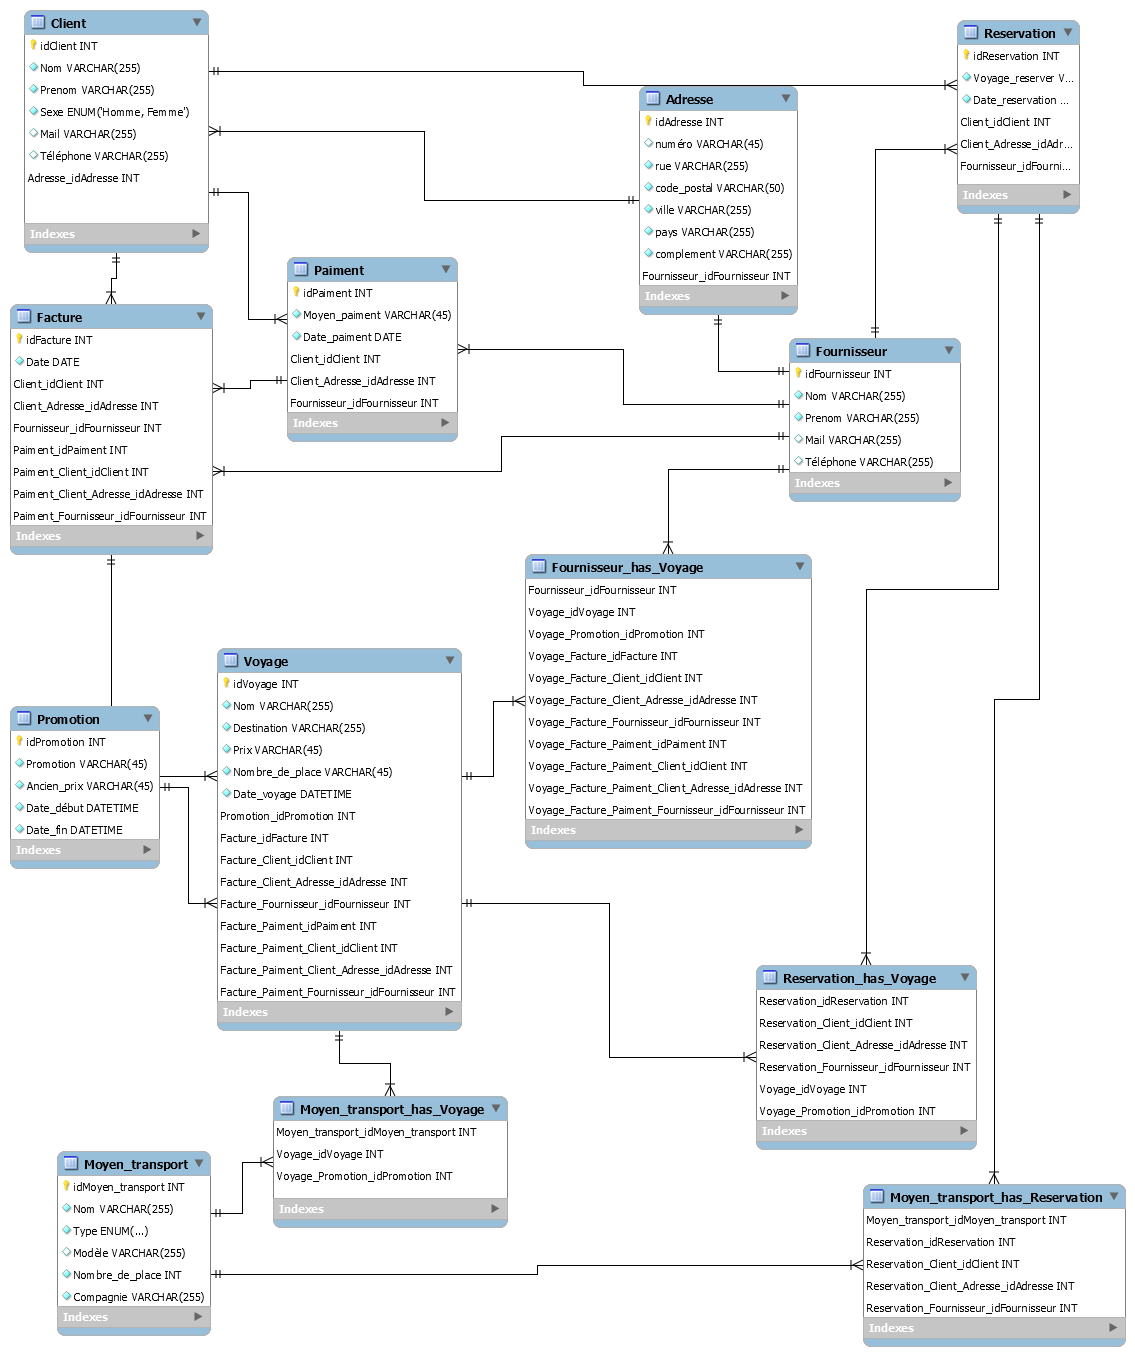 Client
idClient INT
Nom VARCHAR(255)
Prenom VARCHAR(255)
Sexe ENUM('Homme, Femme')
Mail VARCHAR(255)
Téléphone VARCHAR(255)
Adresse_idAdresse INT
Indexes
Reservation
idReservation INT
Voyage_reserver V...
Date_reservation ...
Client_idClient INT
Client_Adresse_idAdr...
Fournisseur_idFourni...
Indexes
Adresse
idAdresse INT
numéro VARCHAR(45)
rue VARCHAR(255)
code_postal VARCHAR(50)
ville VARCHAR(255)
pays VARCHAR(255)
complement VARCHAR(255)
Fournisseur_idFournisseur INT
Indexes
Paiment
idPaiment INT
Moyen_paiment VARCHAR(45)
Date_paiment DATE
Client_idClient INT
Client_Adresse_idAdresse INT
Fournisseur_idFournisseur INT
Indexes
Facture
idFacture INT
Date DATE
Client_idClient INT
Client_Adresse_idAdresse INT
Fournisseur_idFournisseur INT
Paiment_idPaiment INT
Paiment_Client_idClient INT
Paiment_Client_Adresse_idAdresse INT
Paiment_Fournisseur_idFournisseur INT
Indexes
Fournisseur
idFournisseur INT
Nom VARCHAR(255)
Prenom VARCHAR(255)
Mail VARCHAR(255)
Téléphone VARCHAR(255)
Indexes
Fournisseur_has_Voyage
Fournisseur_idFournisseur INT
Voyage_idVoyage INT
Voyage_Promotion_idPromotion INT
Voyage_Facture_idFacture INT
Voyage_Facture_Client_idClient INT
Voyage_Facture_Client_Adresse_idAdresse INT
Voyage_Facture_Fournisseur_idFournisseur INT
Voyage_Facture_Paiment_idPaiment INT
Voyage_Facture_Paiment_Client_idClient INT
Voyage_Facture_Paiment_Client_Adresse_idAdresse INT
Voyage_Facture_Paiment_Fournisseur_idFournisseur INT
Indexes
Voyage
idVoyage INT
Nom VARCHAR(255)
Destination VARCHAR(255)
Prix VARCHAR(45)
Nombre_de_place VARCHAR(45)
Date_voyage DATETIME
Promotion_idPromotion INT
Facture_idFacture INT
Facture_Client_idClient INT
Facture_Client_Adresse_idAdresse INT
Facture_Fournisseur_idFournisseur INT
Facture_Paiment_idPaiment INT
Facture_Paiment_Client_idClient INT
Facture_Paiment_Client_Adresse_idAdresse INT
Facture_Paiment_Fournisseur_idFournisseur INT
Indexes
Promotion
idPromotion INT
Promotion VARCHAR(45)
Ancien_prix VARCHAR(45)
Date_début DATETIME
Date_fin DATETIME
Indexes
Reservation_has_Voyage
Reservation_idReservation INT
Reservation_Client_idClient INT
Reservation_Client_Adresse_idAdresse INT
Reservation_Fournisseur_idFournisseur INT
Voyage_idVoyage INT
Voyage_Promotion_idPromotion INT
Indexes
Moyen_transport_has_Voyage
Moyen_transport_idMoyen_transport INT
Voyage_idVoyage INT
Voyage_Promotion_idPromotion INT
Indexes
Moyen_transport
idMoyen_transport INT
Nom VARCHAR(255)
Type ENUM(...)
Modèle VARCHAR(255)
Nombre_de_place INT
Compagnie VARCHAR(255)
Indexes
Moyen_transport_has_Reservation
Moyen_transport_idMoyen_transport INT
Reservation_idReservation INT
Reservation_Client_idClient INT
Reservation_Client_Adresse_idAdresse INT
Reservation_Fournisseur_idFournisseur INT
Indexes